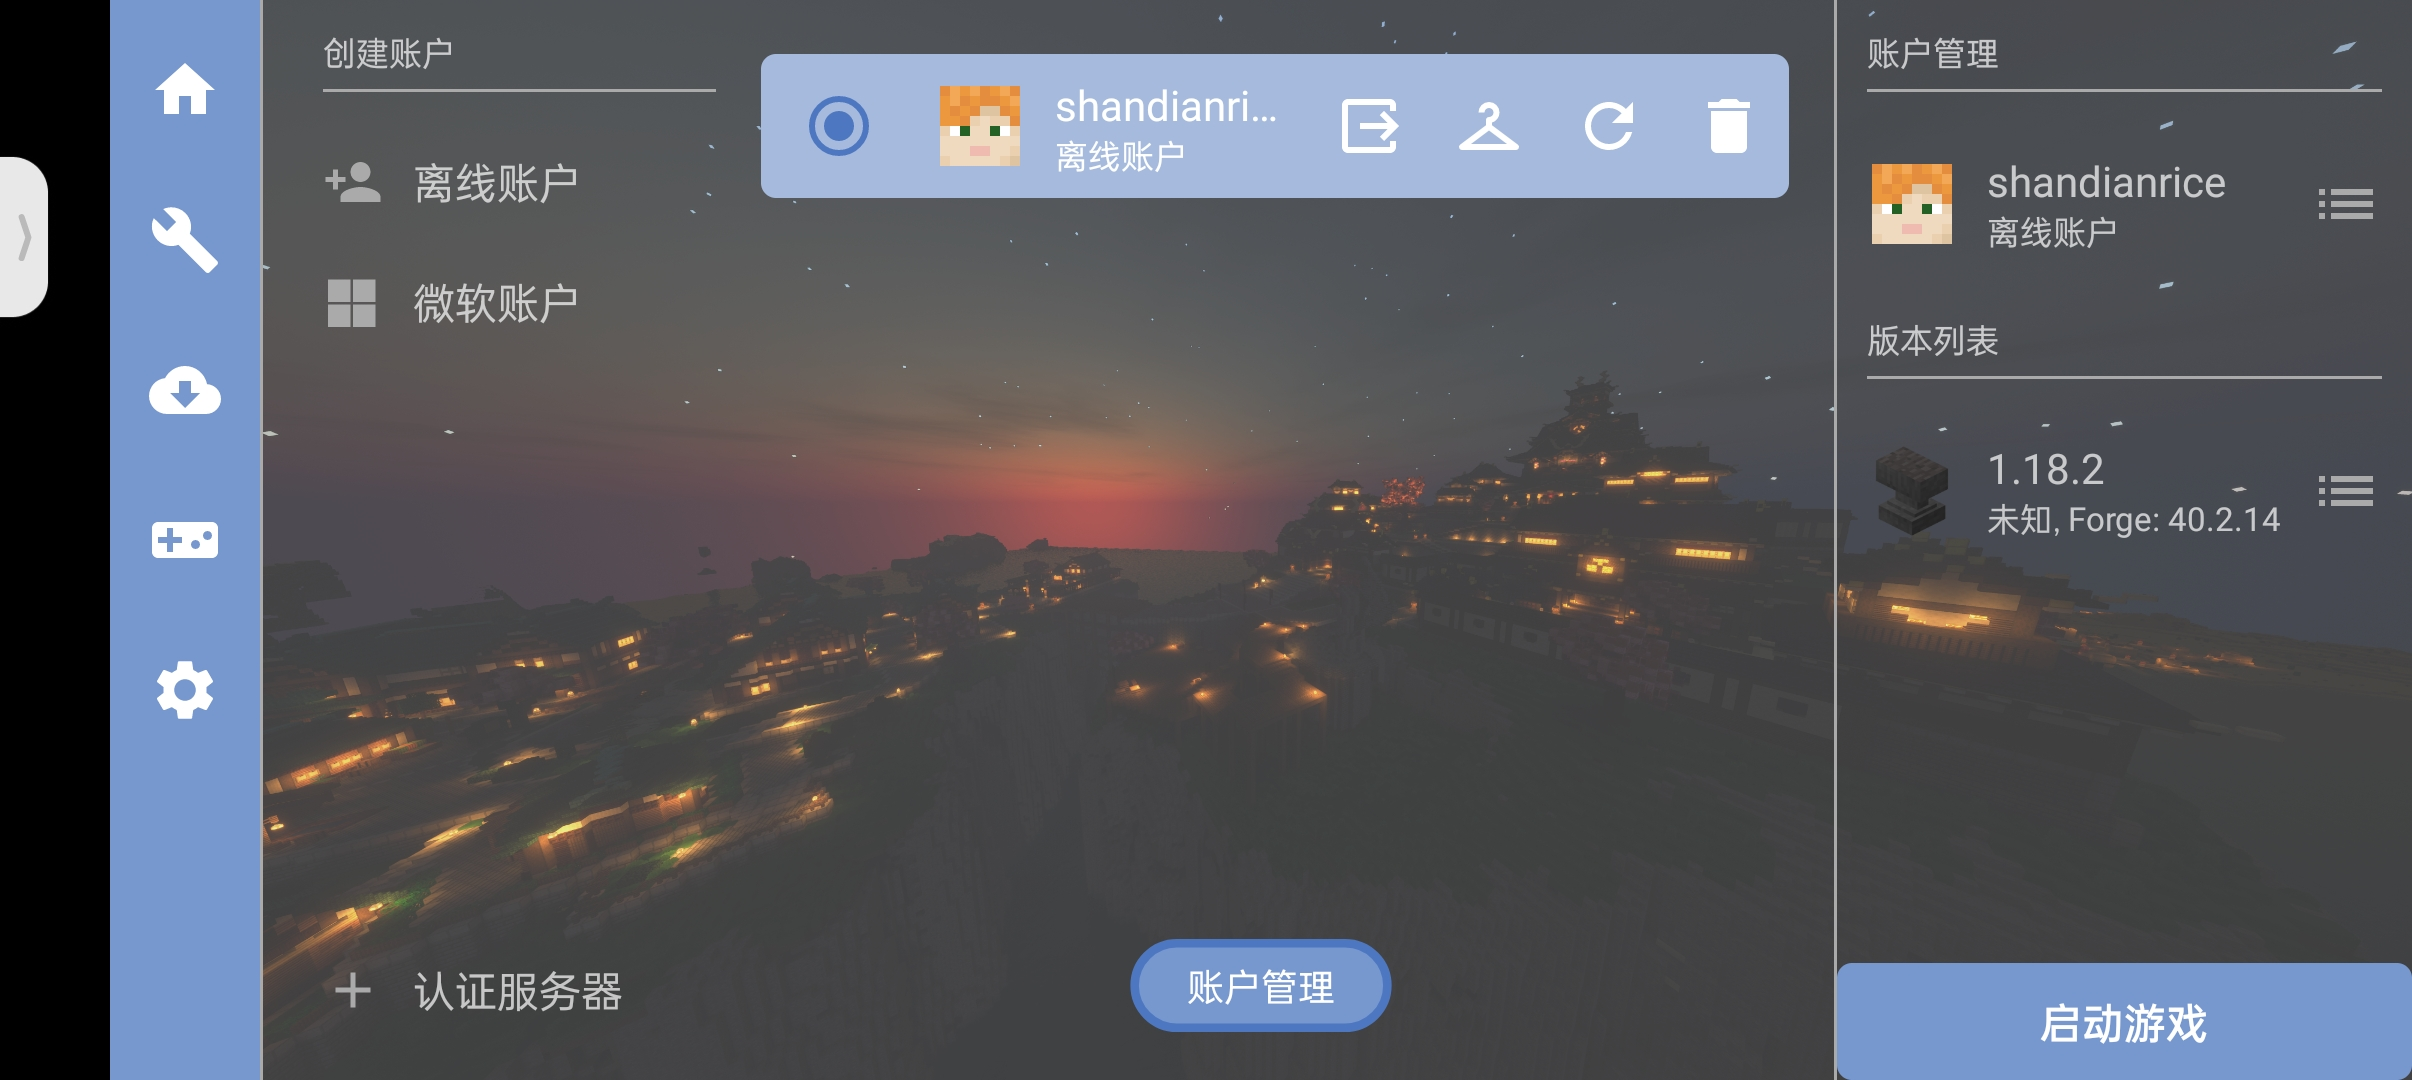 创建账户
离线账户
微软账户
认证服务器
shandianri...
离线账户
账户管理
账户管理
shandianrice
离线账户
版本列表
1.18.2
未知, Forge: 40.2.14
启动游戏